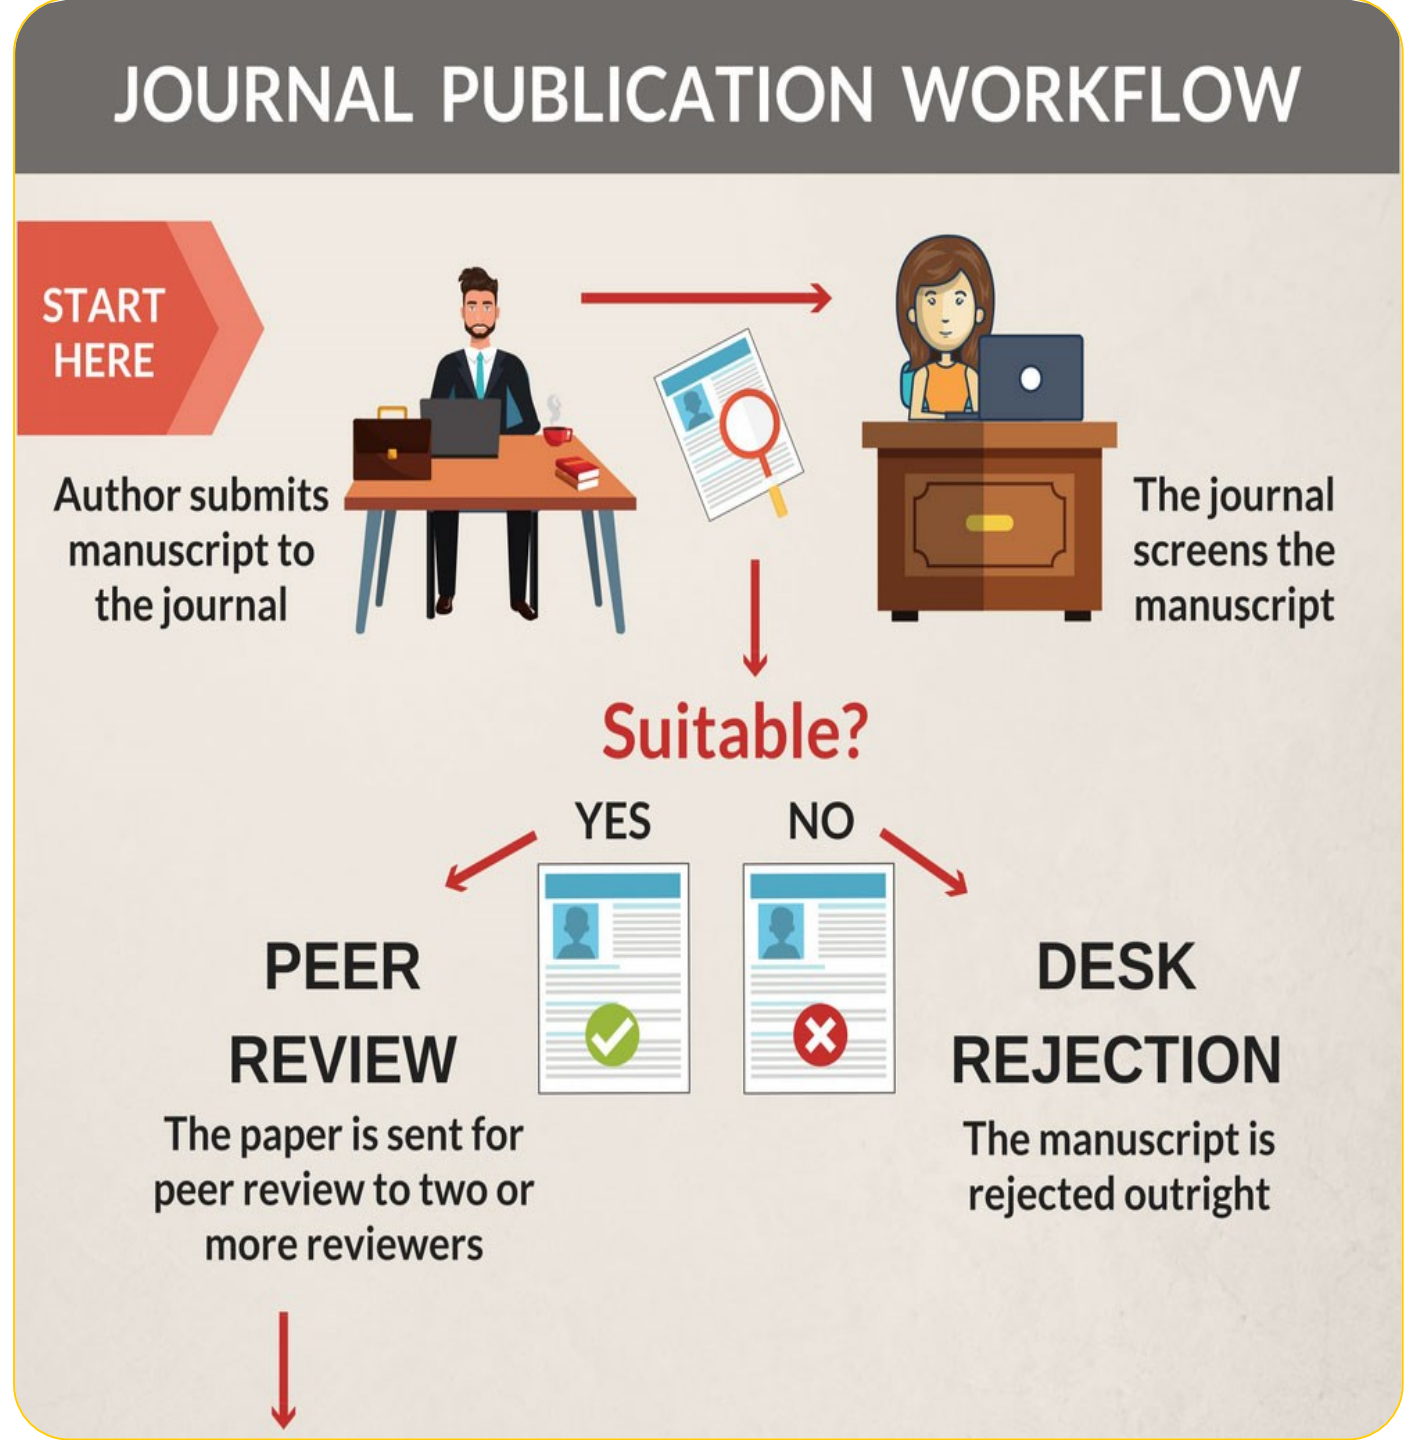 JOURNAL PUBLICATION WORKFLOW
START
HERE
Author submits
manuscript to
the journal
The journal
screens the
manuscript
Suitable?
YES
NO
PEER
REVIEW
The paper is sent for
peer review to two or
more reviewers
DESK
REJECTION
The manuscript is
rejected outright